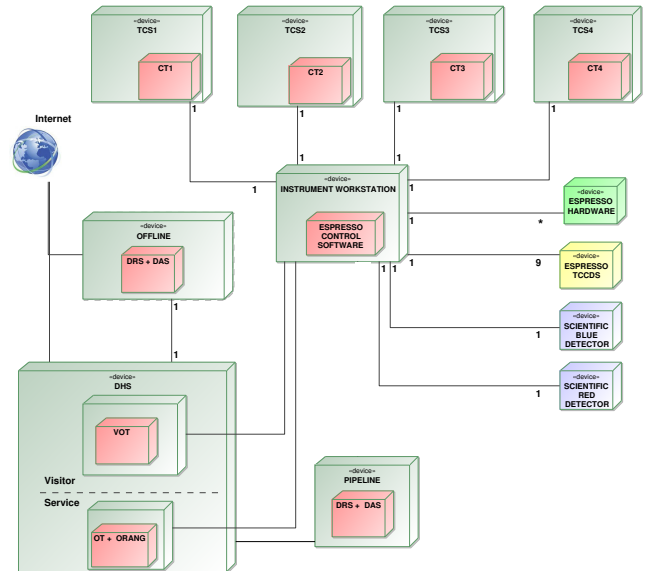 «device»
TCS1
CT1
«device»
TCS2
CT2
«device»
TCS3
CT3
«device»
TCS4
CT4
1
1
1
1
Internet
«device»
INSTRUMENT WORKSTATION
ESPRESSO
CONTROL
SOFTWARE
1
1
1
1
1
1
1
1
«device»
ESPRESSO
HARDWARE
*
«device»
ESPRESSO
TCCDS
9
«device»
SCIENTIFIC
BLUE
DETECTOR
1
«device»
SCIENTIFIC
RED
DETECTOR
1
«device»
OFFLINE
DRS + DAS
1
1
«device»
DHS
VOT
Visitor
Service
OT + ORANG
«device»
PIPELINE
DRS + DAS